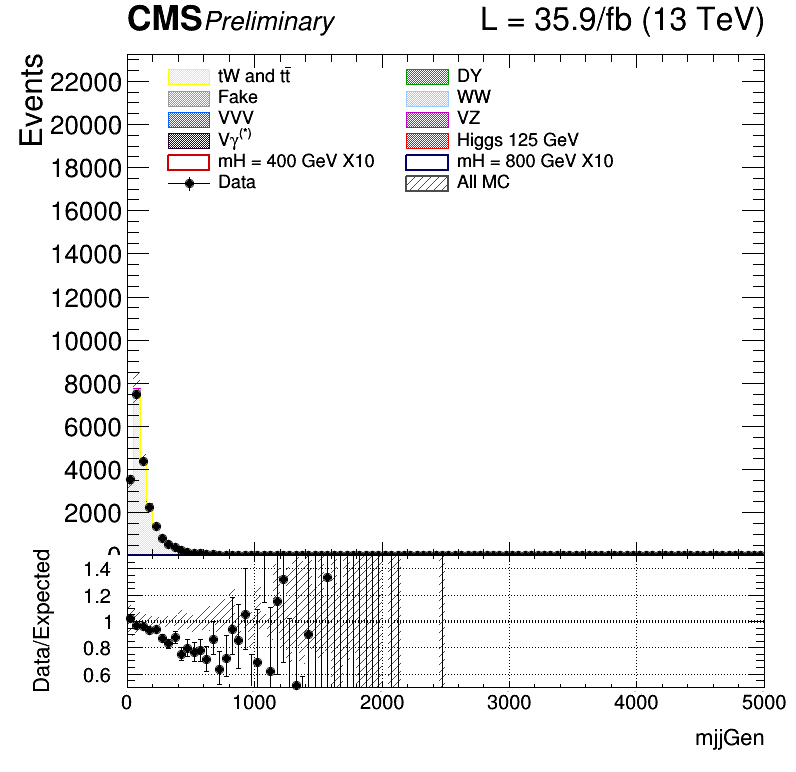 CMS Preliminary L = 35.9/fb (13 TeV)
Events
22000
20000
18000
16000
14000
12000
10000
8000
6000
4000
2000
0
tW and tt̄
DY
Fake
WW
VVV
VZ
Vγ(*)
Higgs 125 GeV
mH = 400 GeV X10
mH = 800 GeV X10
Data
All MC
Data/Expected
1.4
1.2
1
0.8
0.6
0 1000 2000 3000 4000 5000
mjjGen